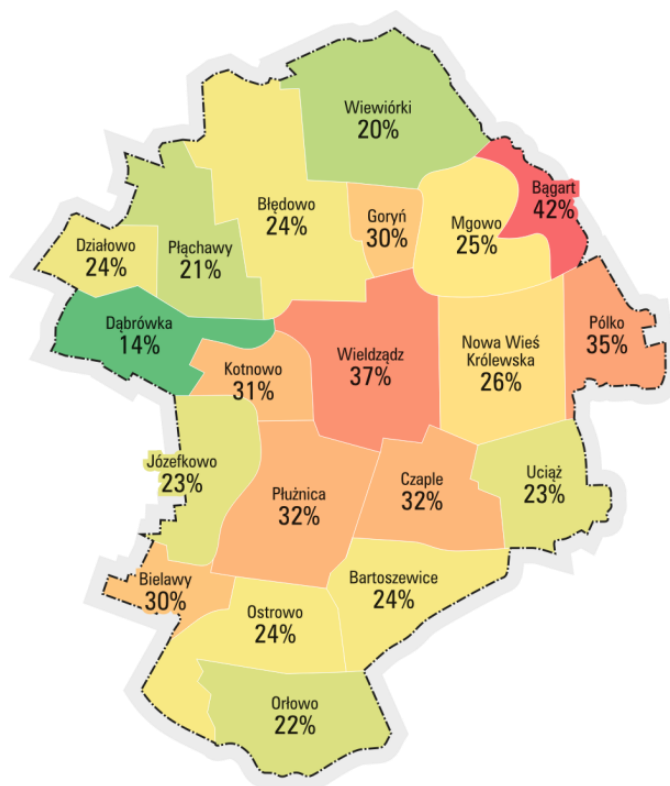 Wiewiórki
20%
Bągart
42%
Błędowo
24%
Goryń
30%
Mgowo
25%
Działowo
24%
Płąchawy
21%
Dąbrówka
14%
Kotnowo
31%
Wieldządz
37%
Nowa Wieś
Królewska
26%
Pólko
35%
Józefkowo
23%
Płużnica
32%
Czaple
32%
Uciąż
23%
Bielawy
30%
Bartoszewice
24%
Ostrowo
24%
Orłowo
22%